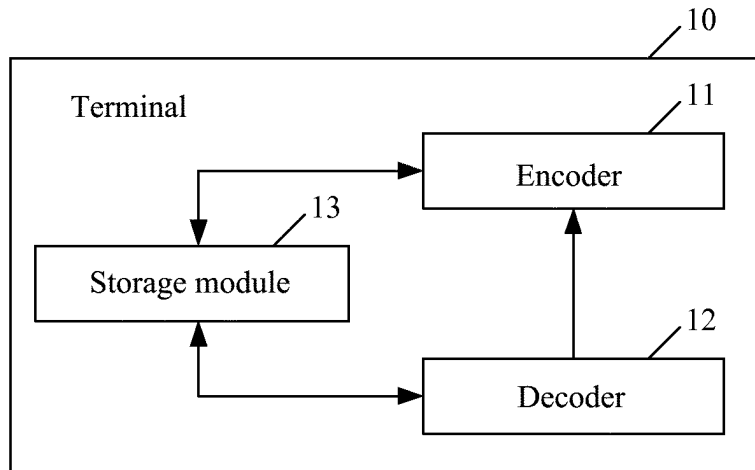 10
Terminal
11
Encoder
13
Storage module
12
Decoder